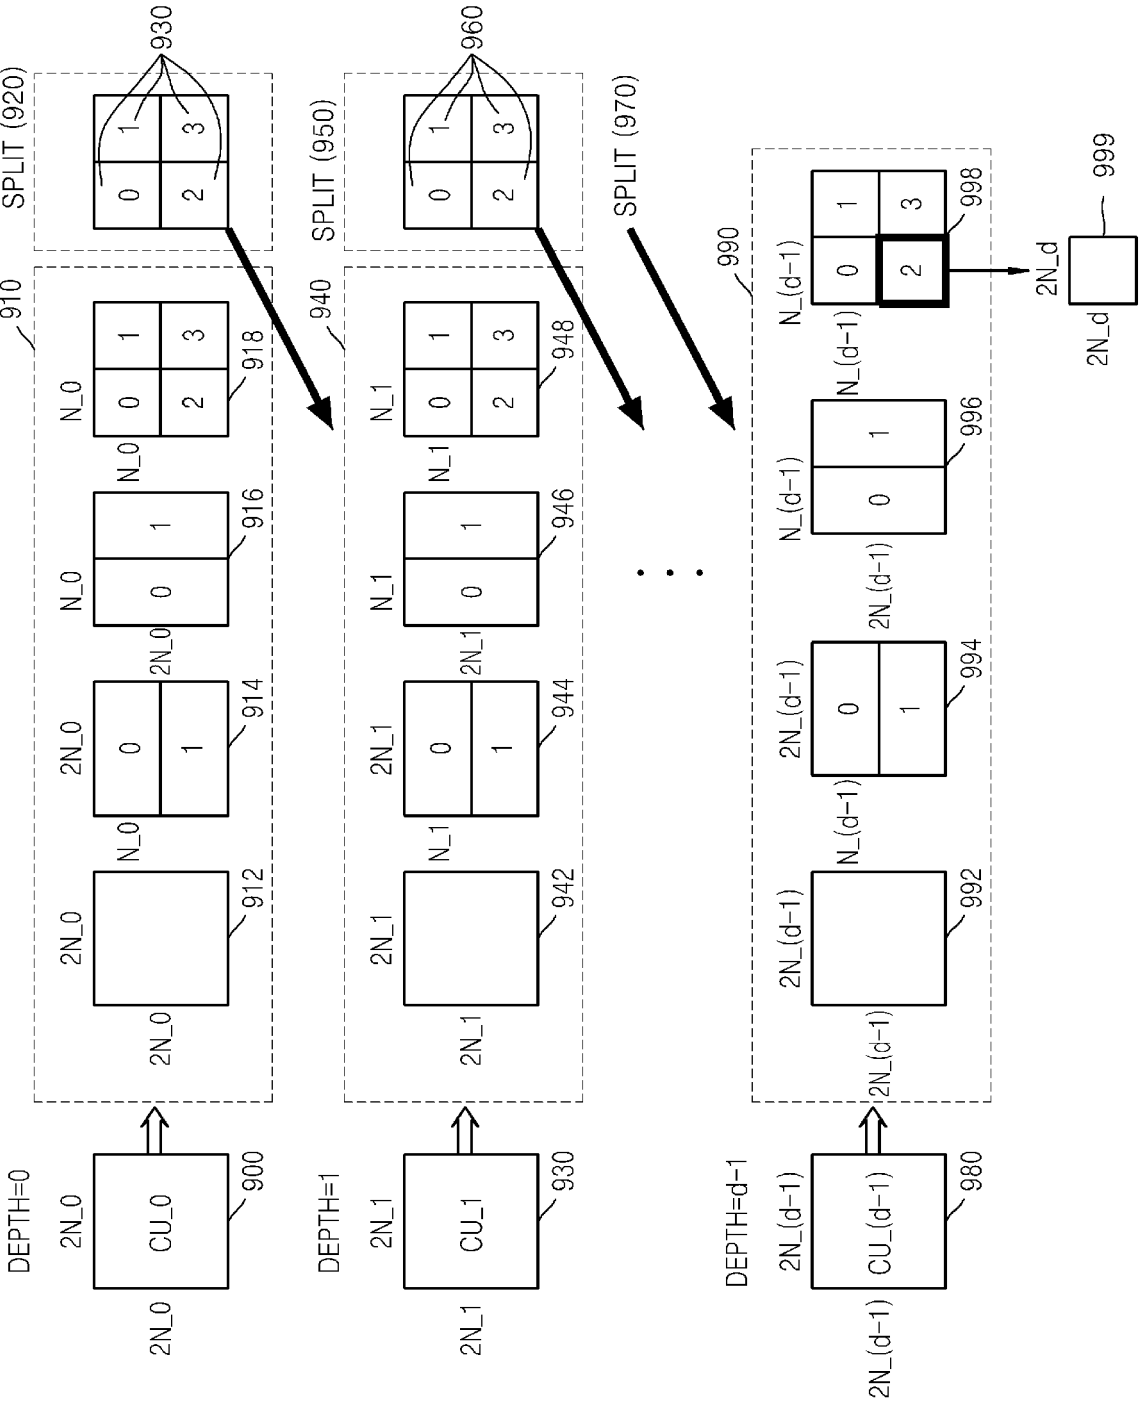 DEPTH=0
2N_0
2N_0
CU_0
900
910
2N_0
2N_0
912
2N_0
N_0
0
1
914
N_0
2N_0
0
1
916
N_0
N_0
0
1
2
3
918
SPLIT (920)
0
1
2
3
930
DEPTH=1
2N_1
2N_1
CU_1
930
940
2N_1
2N_1
942
2N_1
N_1
0
1
944
N_1
2N_1
0
1
946
N_1
N_1
0
1
2
3
948
SPLIT (950)
0
1
2
3
960
SPLIT (970)
DEPTH=d-1
2N_(d-1)
2N_(d-1)
CU_(d-1)
980
990
2N_(d-1)
2N_(d-1)
992
2N_(d-1)
N_(d-1)
0
1
994
N_(d-1)
2N_(d-1)
0
1
996
N_(d-1)
N_(d-1)
0
1
2
3
998
2N_d
2N_d
999